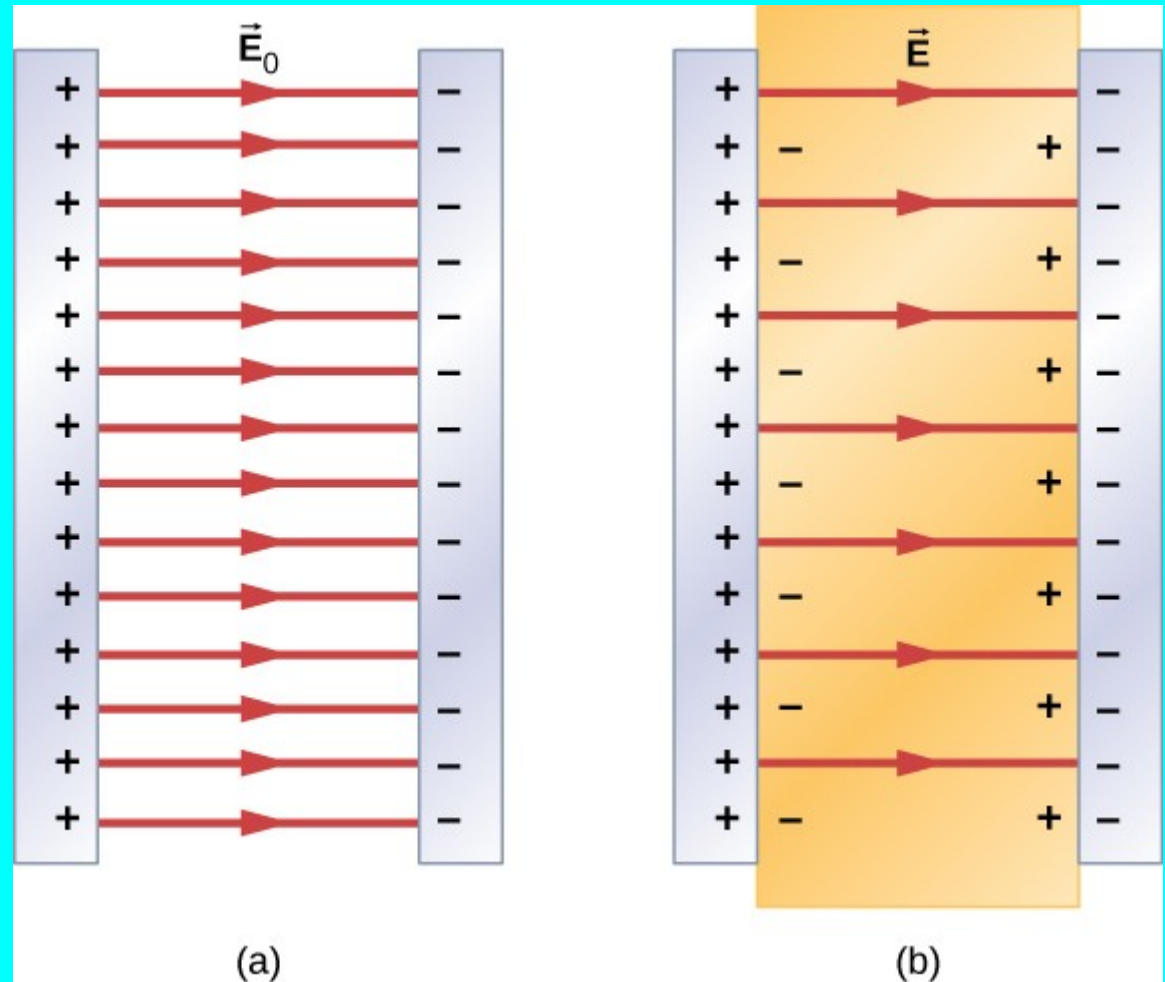 E⃗₀
+ −
+ −
+ −
+ −
+ −
+ −
+ −
+ −
+ −
+ −
+ −
+ −
+ −
+ −
(a)
E⃗
+ −
+ − + −
+ −
+ − + −
+ −
+ − + −
+ −
+ − + −
+ −
+ − + −
+ −
+ − + −
+ −
+ − + −
(b)